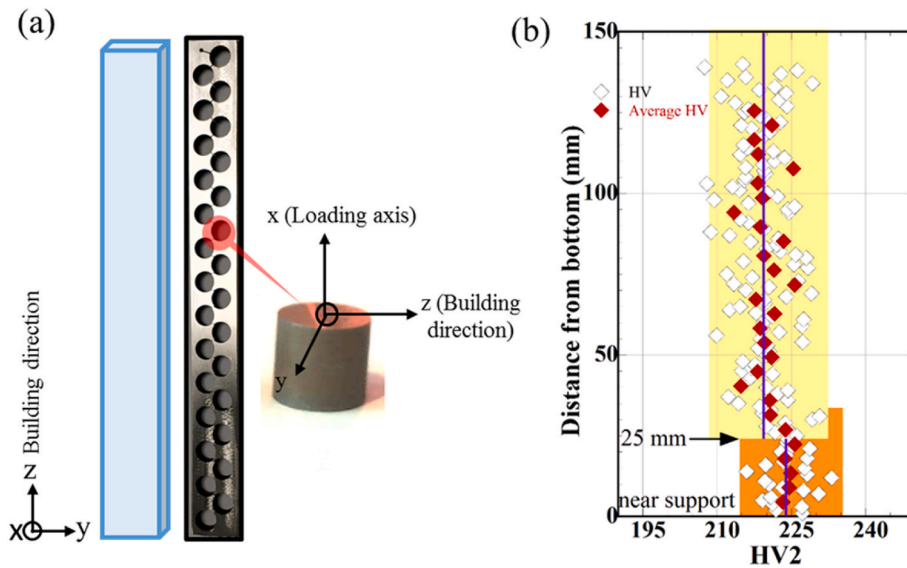 (a)
x (Loading axis)
z (Building
direction)
y
Building direction
z
x
y
(b)
150
100
50
0
Distance from bottom (mm)
HV
Average HV
25 mm
near support
195
210
225
240
HV2